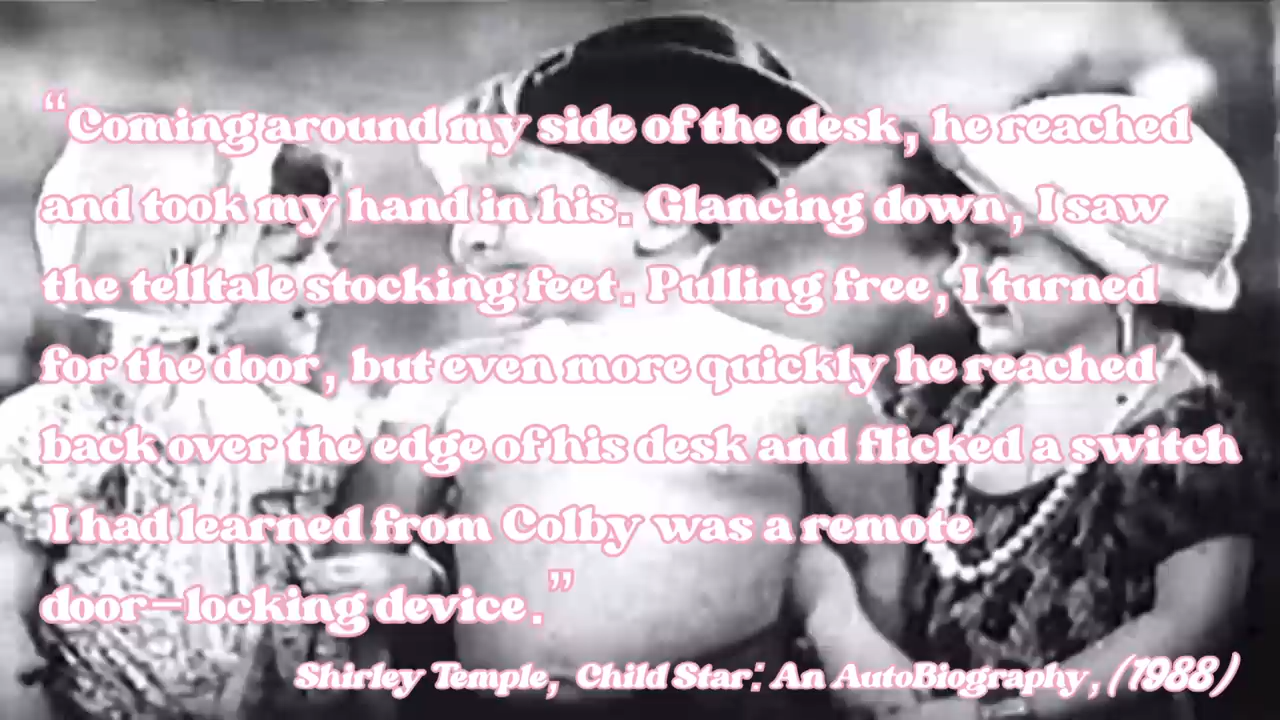 “Coming around my side of the desk, he reached
and took my hand in his. Glancing down, I saw
the telltale stocking feet. Pulling free, I turned
for the door, but even more quickly he reached
back over the edge of his desk and flicked a switch
I had learned from Colby was a remote
door-locking device.”
Shirley Temple, Child Star: An AutoBiography, (1988)